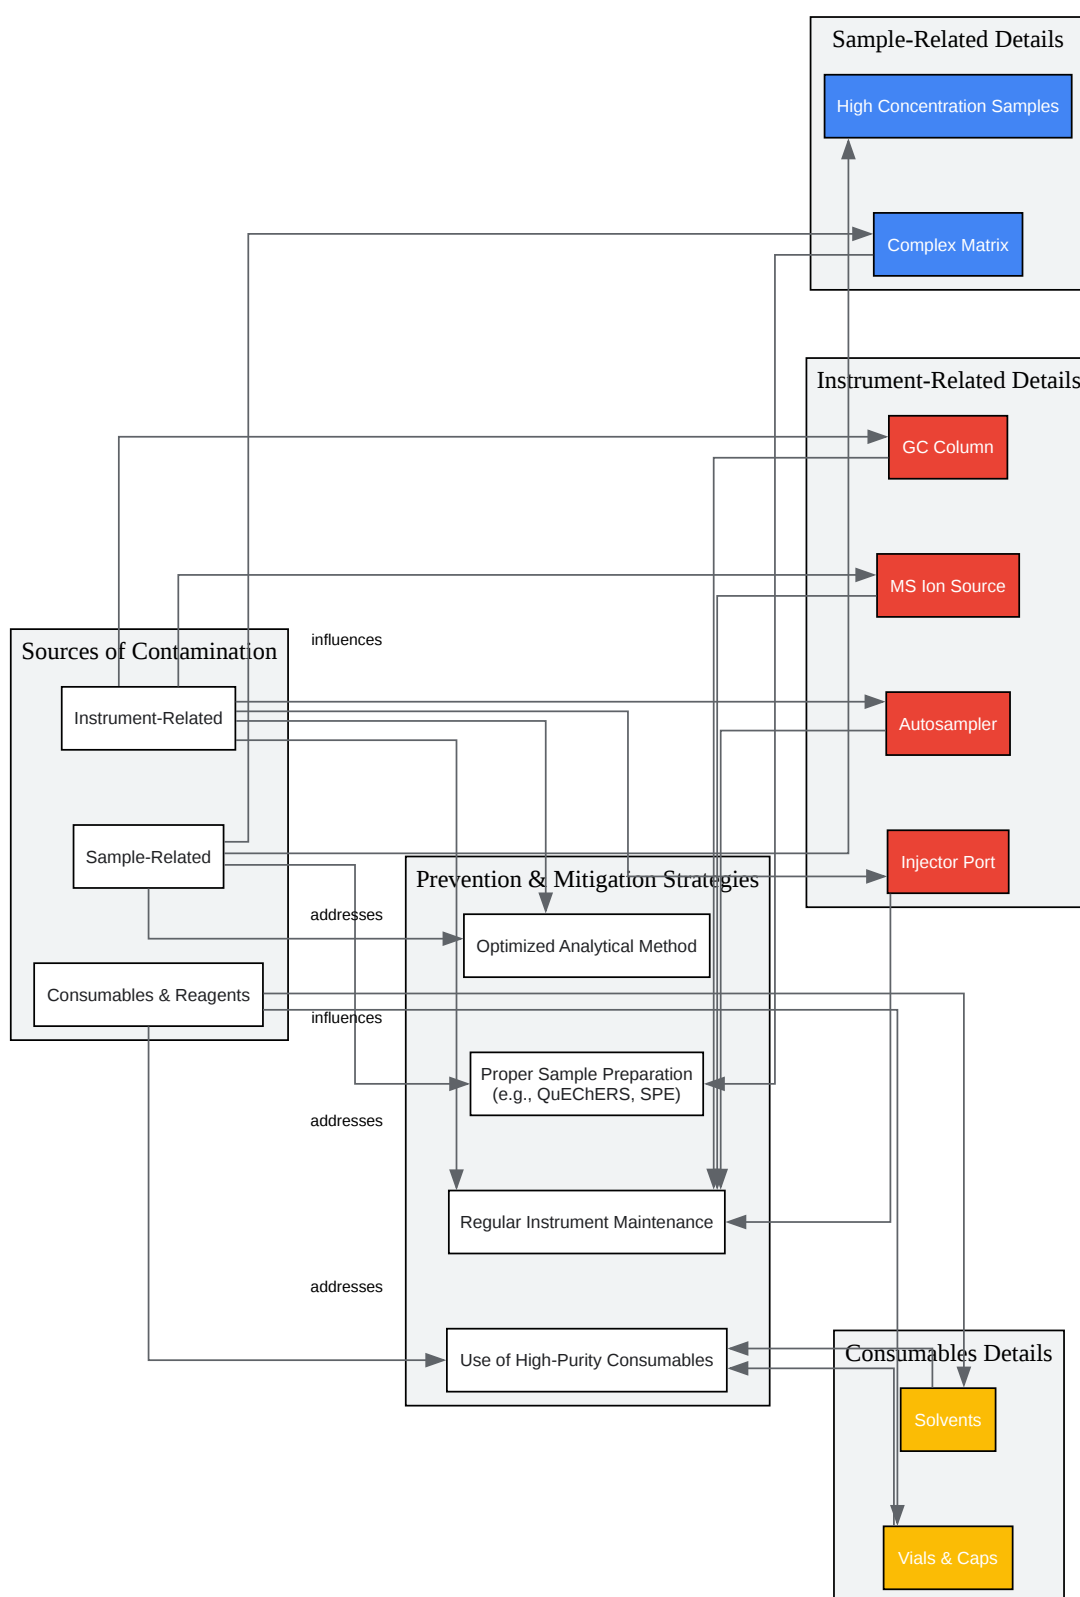 Sample-Related Details
High Concentration Samples
Complex Matrix
Instrument-Related Details
GC Column
MS Ion Source
Autosampler
Injector Port
Sources of Contamination
Instrument-Related
Sample-Related
Consumables & Reagents
influences
addresses
influences
addresses
addresses
Prevention & Mitigation Strategies
Optimized Analytical Method
Proper Sample Preparation
(e.g., QuEChERS, SPE)
Regular Instrument Maintenance
Use of High-Purity Consumables
Consumables Details
Solvents
Vials & Caps